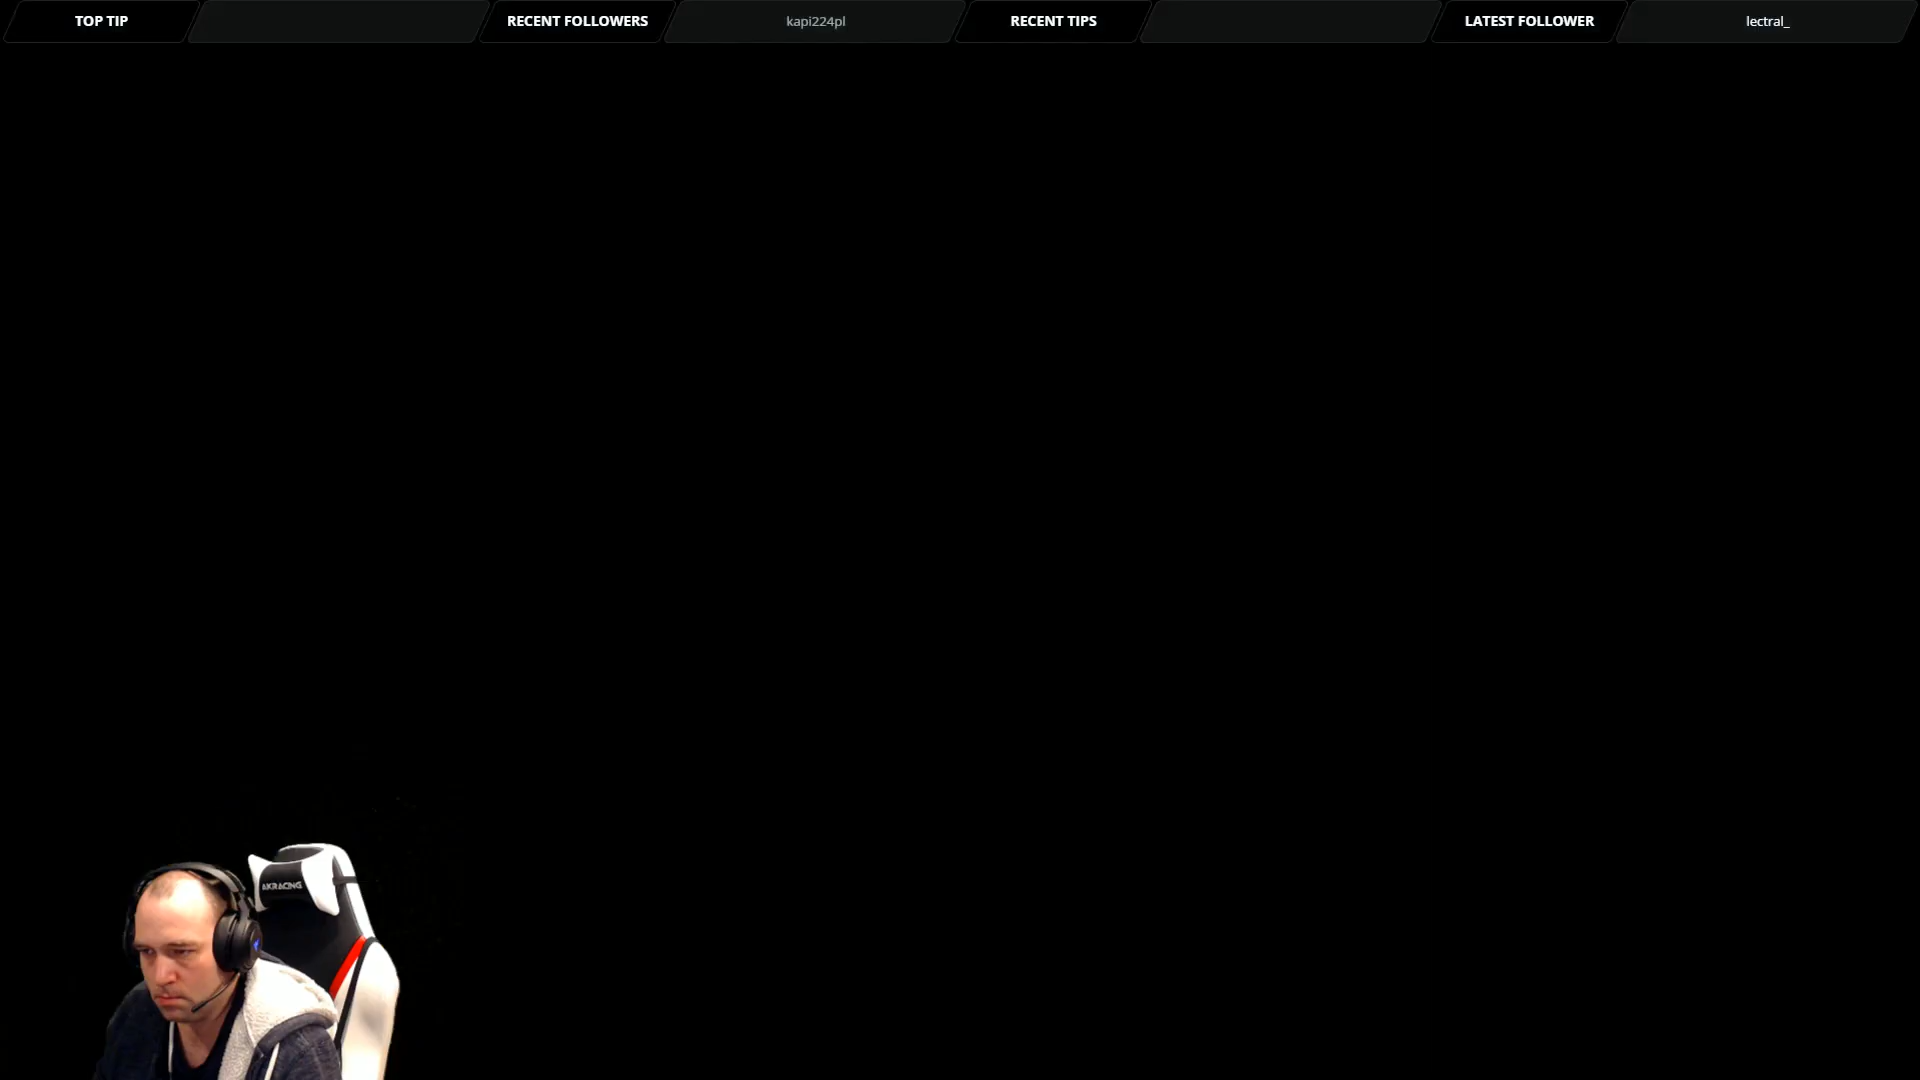 TOP TIP
RECENT FOLLOWERS
kapi224pl
RECENT TIPS
LATEST FOLLOWER
lectral_
AKRACING